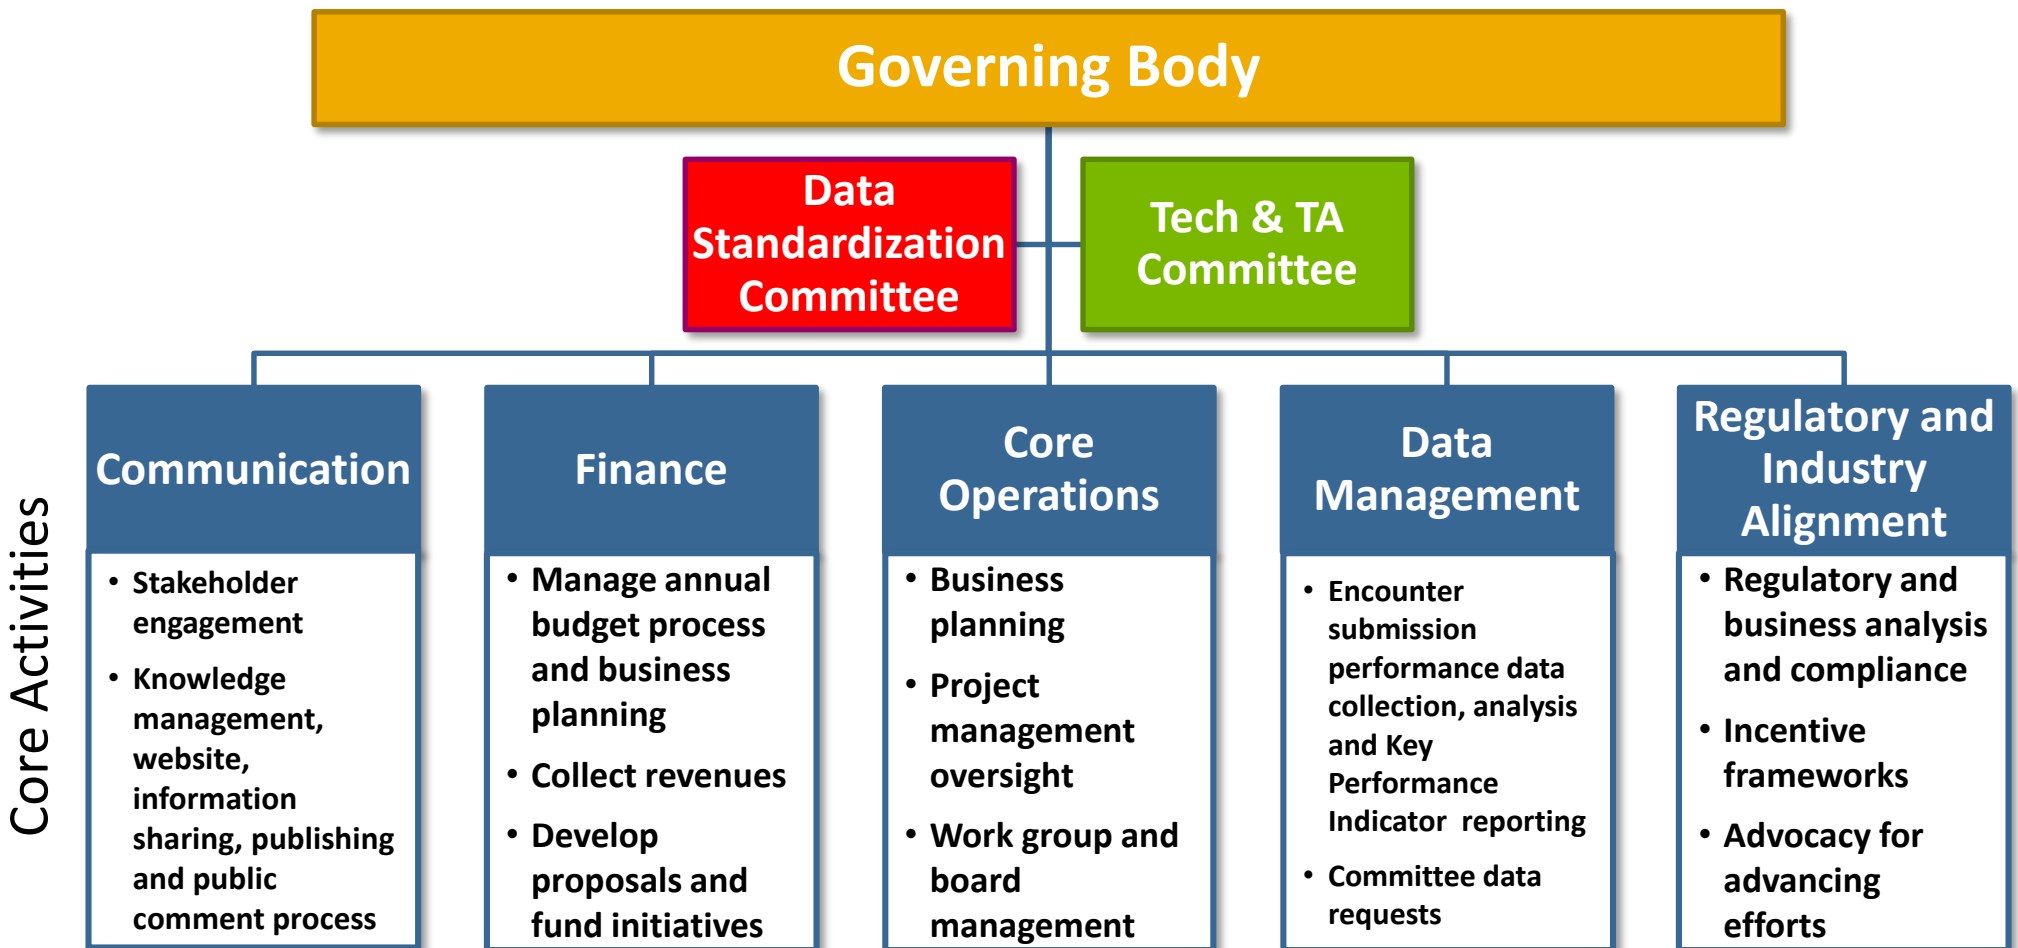 Governing Body
Data
Standardization
Committee
Tech & TA
Committee
Core Activities
Communication
• Stakeholder
engagement
• Knowledge
management,
website,
information
sharing, publishing
and public
comment process
Finance
• Manage annual
budget process
and business
planning
• Collect revenues
• Develop
proposals and
fund initiatives
Core
Operations
• Business
planning
• Project
management
oversight
• Work group and
board
management
Data
Management
• Encounter
submission
performance data
collection, analysis
and Key
Performance
Indicator  reporting
• Committee data
requests
Regulatory and
Industry
Alignment
• Regulatory and
business analysis
and compliance
• Incentive
frameworks
• Advocacy for
advancing
efforts